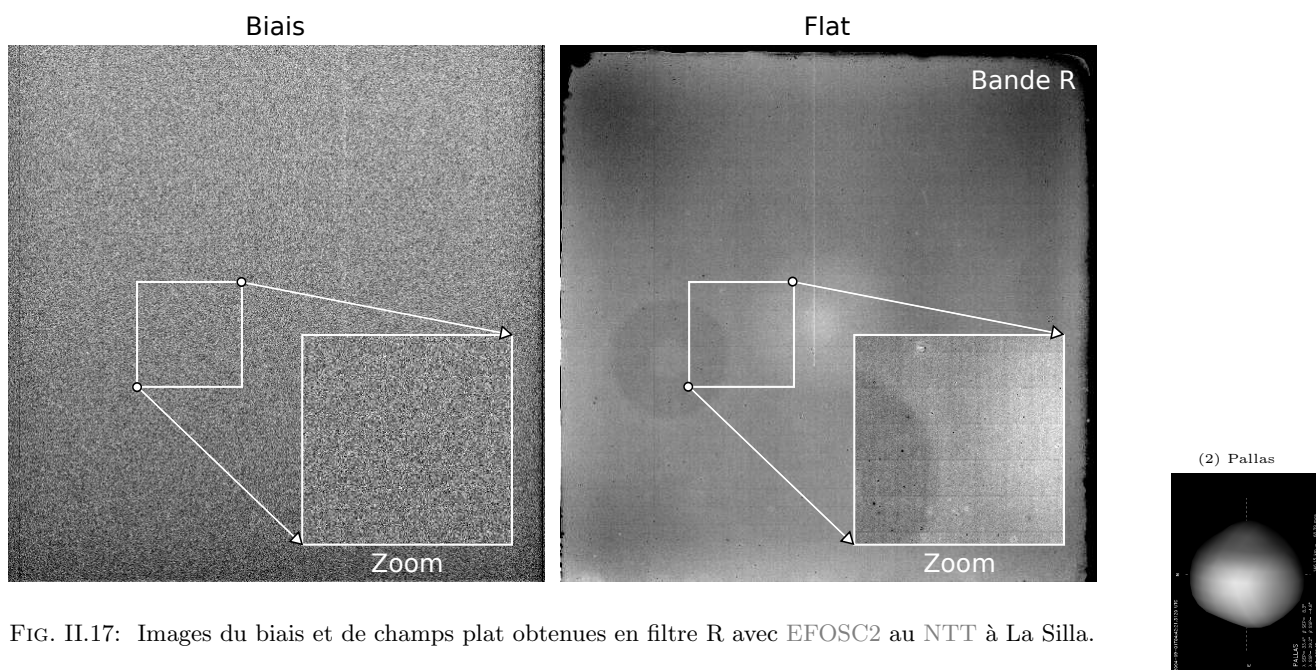 Biais
Flat
Bande R
Zoom
Zoom
FIG. II.17: Images du biais et de champs plat obtenues en filtre R avec EFOSC2 au NTT à La Silla.
(2) Pallas
PALLAS